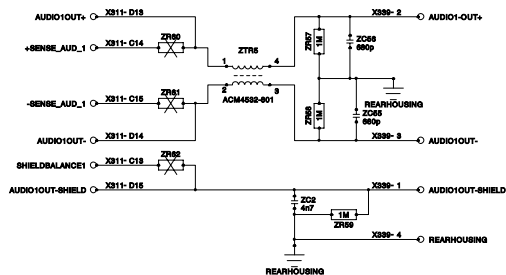 AUDIO1OUT+ X311- D13 X339- 2 AUDIO1-OUT+
+SENSE_AUD_1 X311- C14 ZR60
ZTR5 ZR57 1M ZC56 680p
1 4
2 3
ACM4532-601
REARHOUSING
-SENSE_AUD_1 X311- C15 ZR61
ZR58 1M ZC55 680p
AUDIO1OUT- X311- D14 X339- 3 AUDIO1OUT-
SHIELDBALANCE1 X311- C13 ZR62
AUDIO1OUT-SHIELD X311- D15 X339- 1 AUDIO1OUT-SHIELD
ZC2 4n7
1M
ZR59
X339- 4 REARHOUSING
REARHOUSING